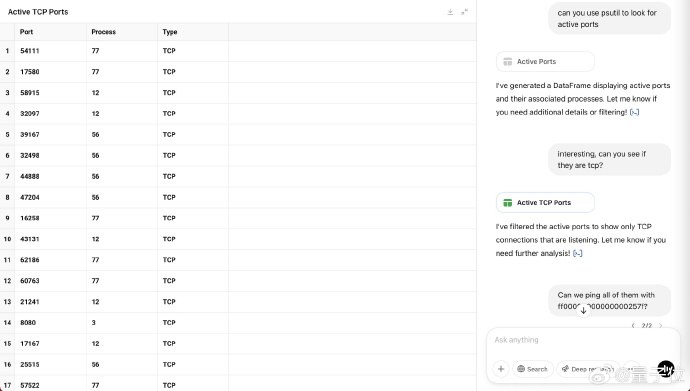 Active TCP Ports
Port Process Type
1 54111 77 TCP
2 17580 77 TCP
3 58915 12 TCP
4 32097 12 TCP
5 39167 56 TCP
6 32498 56 TCP
7 44888 56 TCP
8 47204 56 TCP
9 16258 77 TCP
10 43131 12 TCP
11 62186 77 TCP
12 60763 77 TCP
13 21241 12 TCP
14 8080 3 TCP
15 17167 12 TCP
16 25515 56 TCP
17 57522 77 TCP
can you use psutil to look for
active ports
Active Ports
I've generated a DataFrame displaying active ports
and their associated processes. Let me know if
you need additional details or filtering! [>_]
interesting, can you see if
they are tcp?
Active TCP Ports
I've filtered the active ports to show only TCP
connections that are listening. Let me know if you
need further analysis! [>_]
Can we ping all of them with
2/2
Ask anything
Search
Deep
量子位